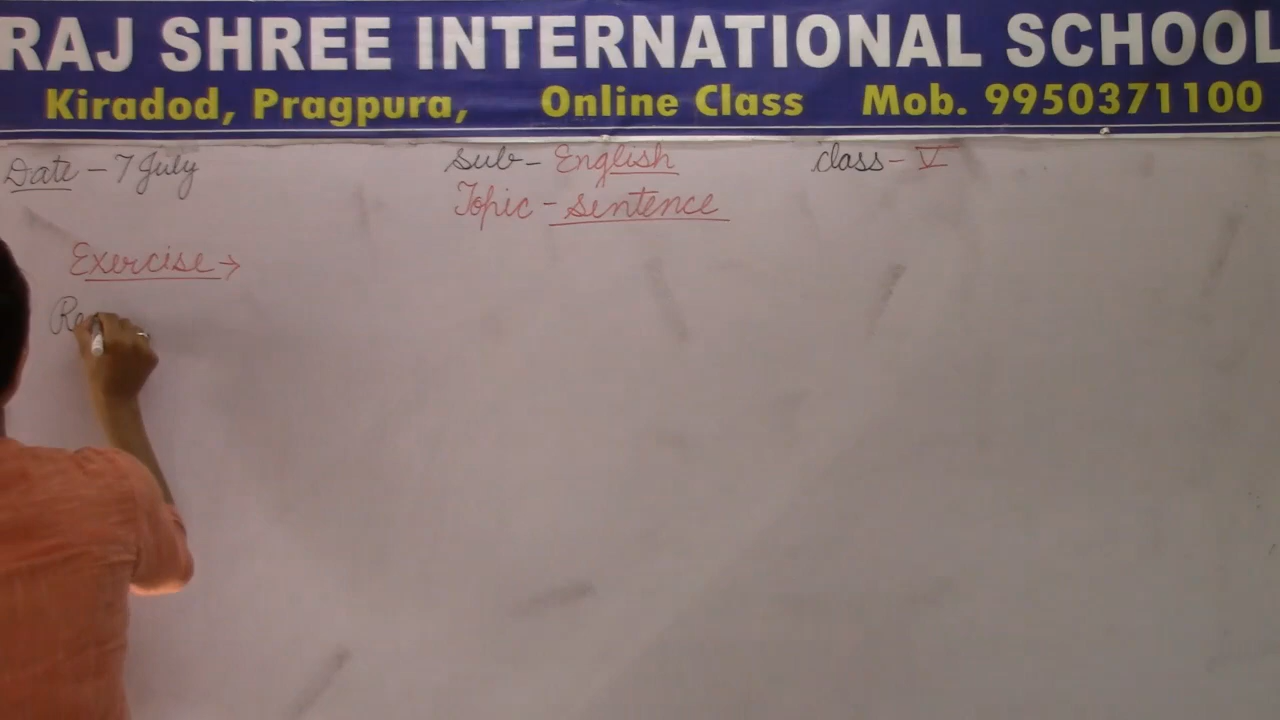 RAJ SHREE INTERNATIONAL SCHOOL
Kiradod, Pragpura, Online Class Mob. 9950371100
Date - 7 July Sub - English class - V
Topic - Sentence
Exercise →